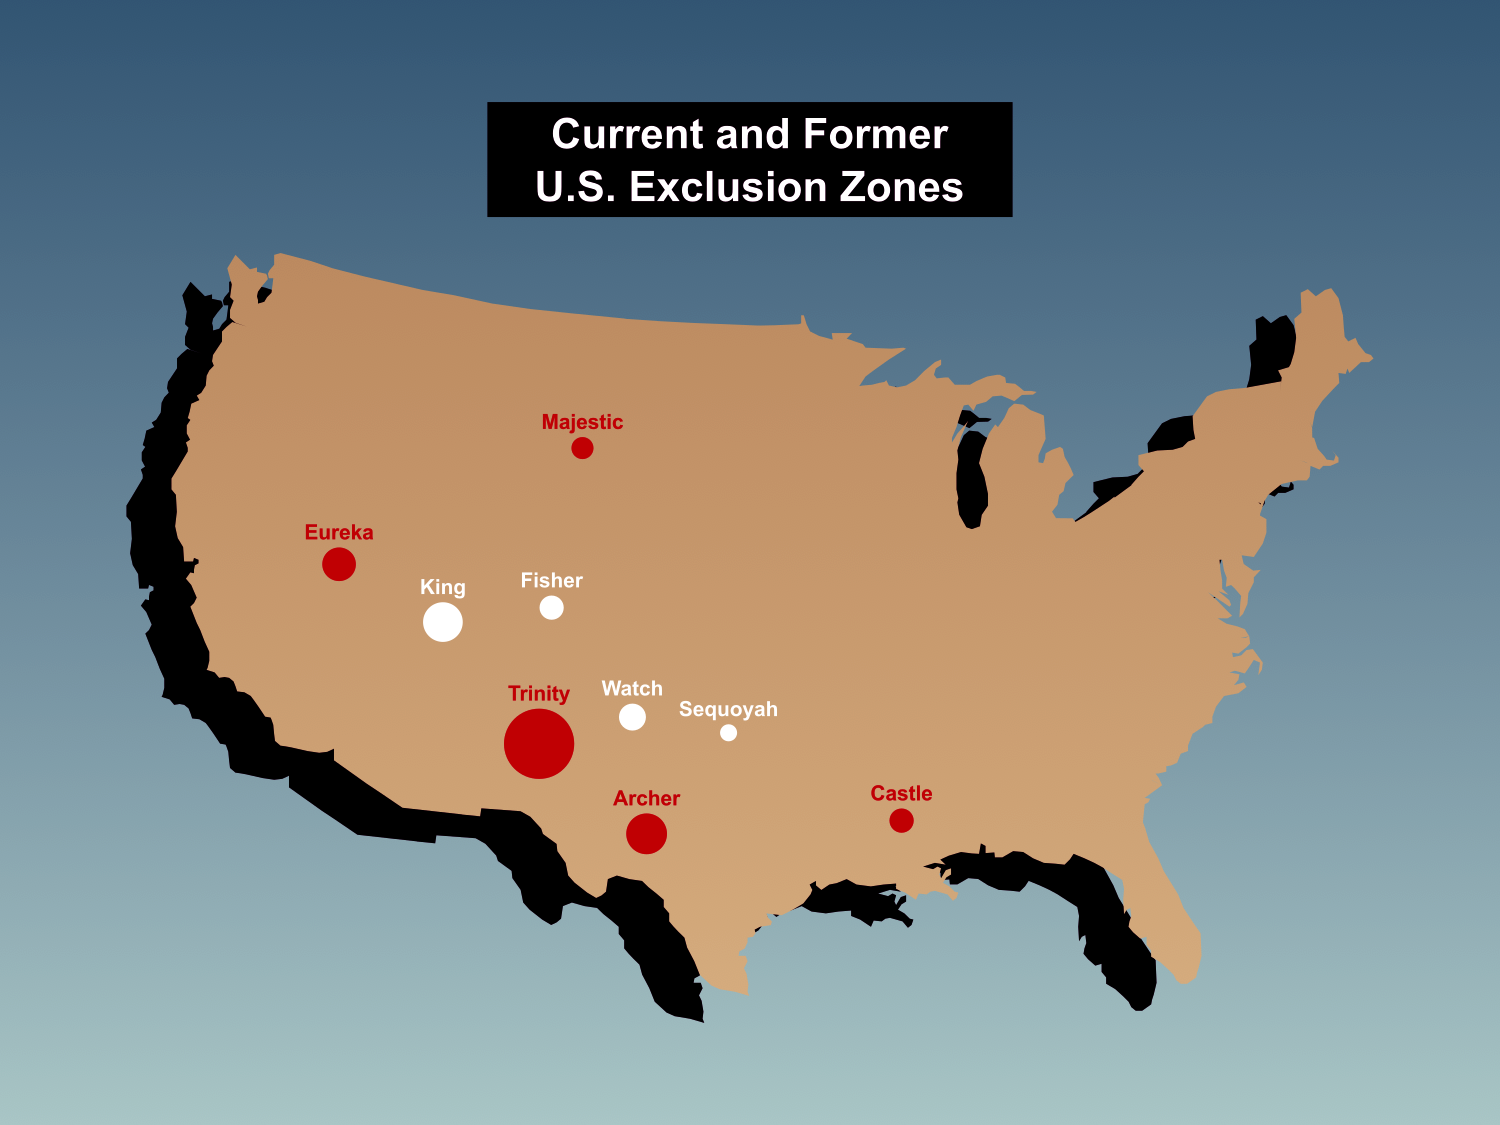 Current and Former
U.S. Exclusion Zones
Majestic
Eureka
King
Fisher
Trinity
Watch
Sequoyah
Archer
Castle